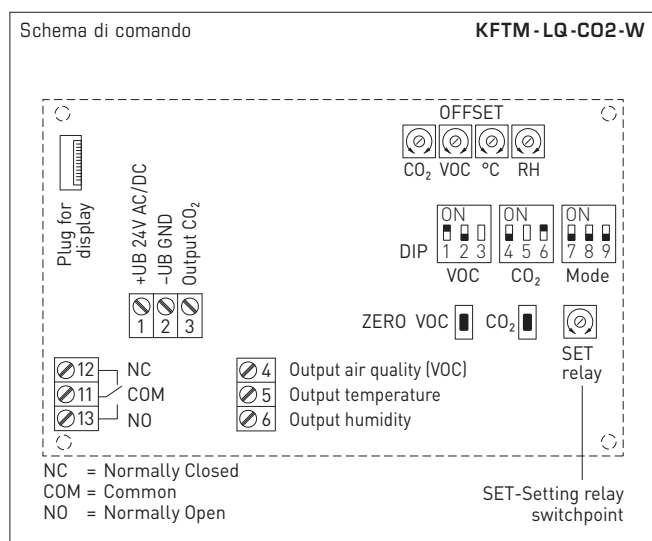 Schema di comando KFTM-LQ-CO2-W
OFFSET
CO₂ VOC °C RH
Plug for
display
+UB 24V AC/DC
–UB GND
Output CO₂
1 2 3
ON ON ON
DIP 1 2 3 4 5 6 7 8 9
VOC CO₂ Mode
ZERO VOC CO₂
SET
relay
12 NC
11 COM
13 NO
4 Output air quality (VOC)
5 Output temperature
6 Output humidity
NC = Normally Closed
COM = Common
NO = Normally Open
SET-Setting relay
switchpoint